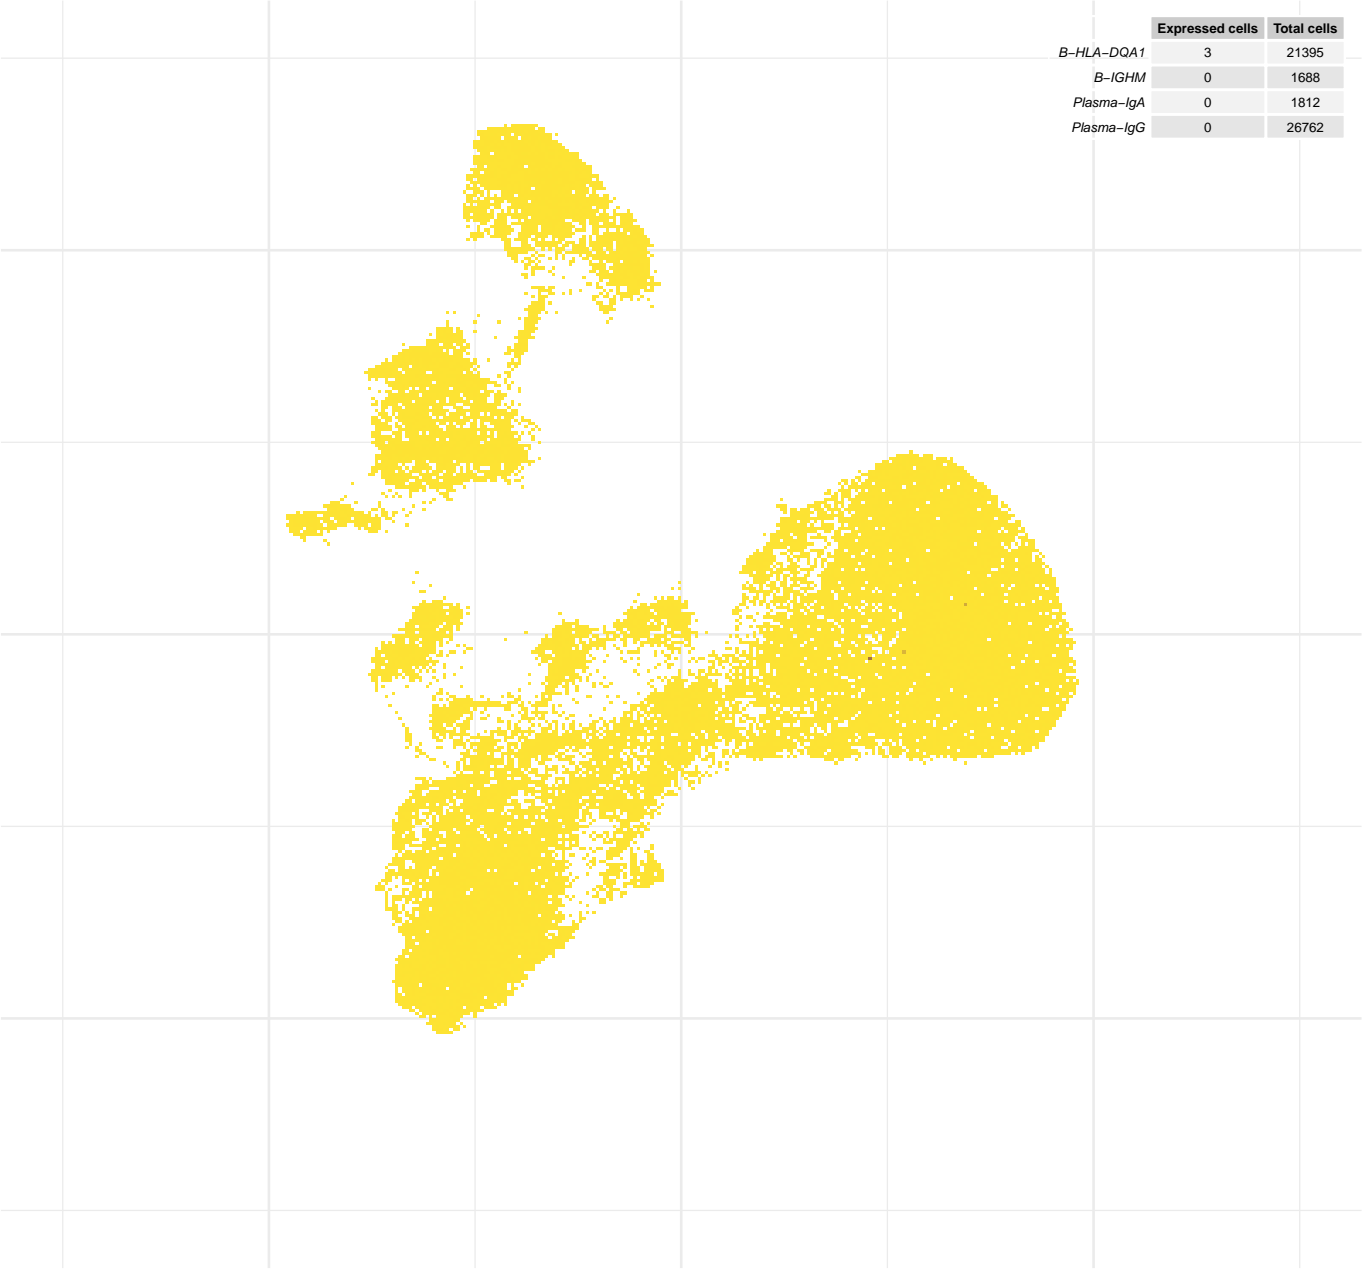 Expressed cells Total cells
B−HLA−DQA1 3 21395
B−IGHM 0 1688
Plasma−IgA 0 1812
Plasma−IgG 0 26762